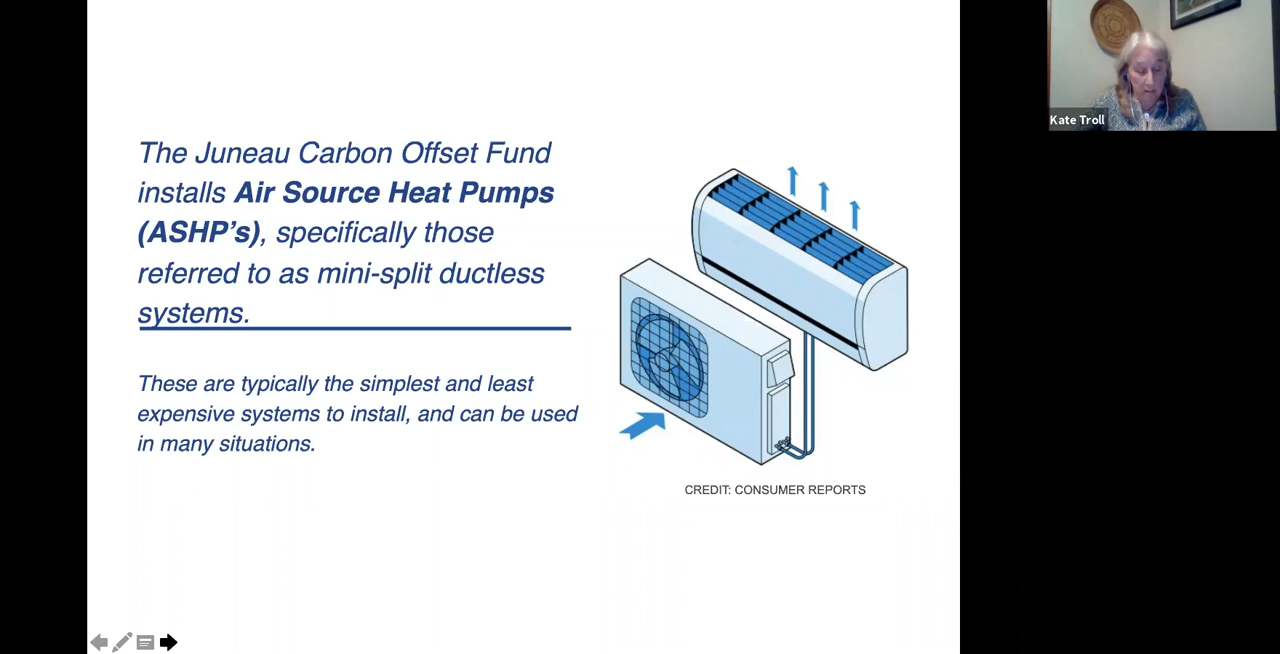 The Juneau Carbon Offset Fund
installs Air Source Heat Pumps
(ASHP’s), specifically those
referred to as mini-split ductless
systems.
These are typically the simplest and least
expensive systems to install, and can be used
in many situations.
CREDIT: CONSUMER REPORTS
Kate Troll